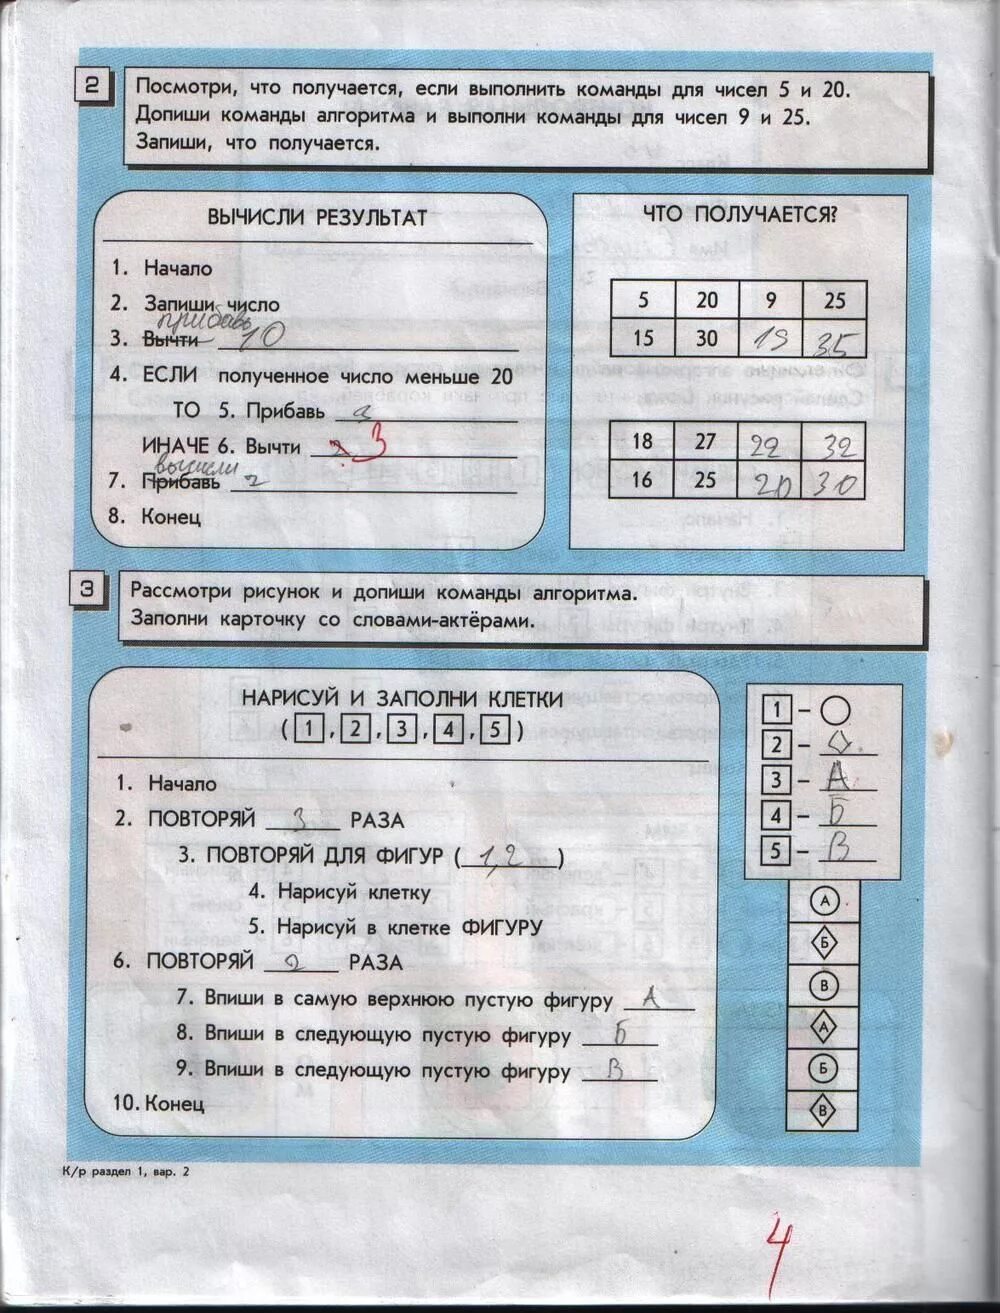 2
Посмотри, что получается, если выполнить команды для чисел 5 и 20.
Допиши команды алгоритма и выполни команды для чисел 9 и 25.
Запиши, что получается.
ВЫЧИСЛИ РЕЗУЛЬТАТ
1. Начало
2. Запиши число
прибавь
3. Вычти 10
4. ЕСЛИ полученное число меньше 20
ТО 5. Прибавь
ИНАЧЕ 6. Вычти 3
7. Прибавь 2
8. Конец
ЧТО ПОЛУЧАЕТСЯ?
5 20 9 25
15 30 19 35
18 27 22 32
16 25 20 30
3
Рассмотри рисунок и допиши команды алгоритма.
Заполни карточку со словами-актёрами.
НАРИСУЙ И ЗАПОЛНИ КЛЕТКИ
( 1 , 2 , 3 , 4 , 5 )
1. Начало
2. ПОВТОРЯЙ 3 РАЗА
3. ПОВТОРЯЙ ДЛЯ ФИГУР ( 1,2 )
4. Нарисуй клетку
5. Нарисуй в клетке ФИГУРУ
6. ПОВТОРЯЙ 2 РАЗА
7. Впиши в самую верхнюю пустую фигуру А
8. Впиши в следующую пустую фигуру Б
9. Впиши в следующую пустую фигуру В
10. Конец
1 –
2 –
3 – А
4 – Б
5 – В
А
Б
В
А
Б
В
К/р раздел 1, вар. 2
4